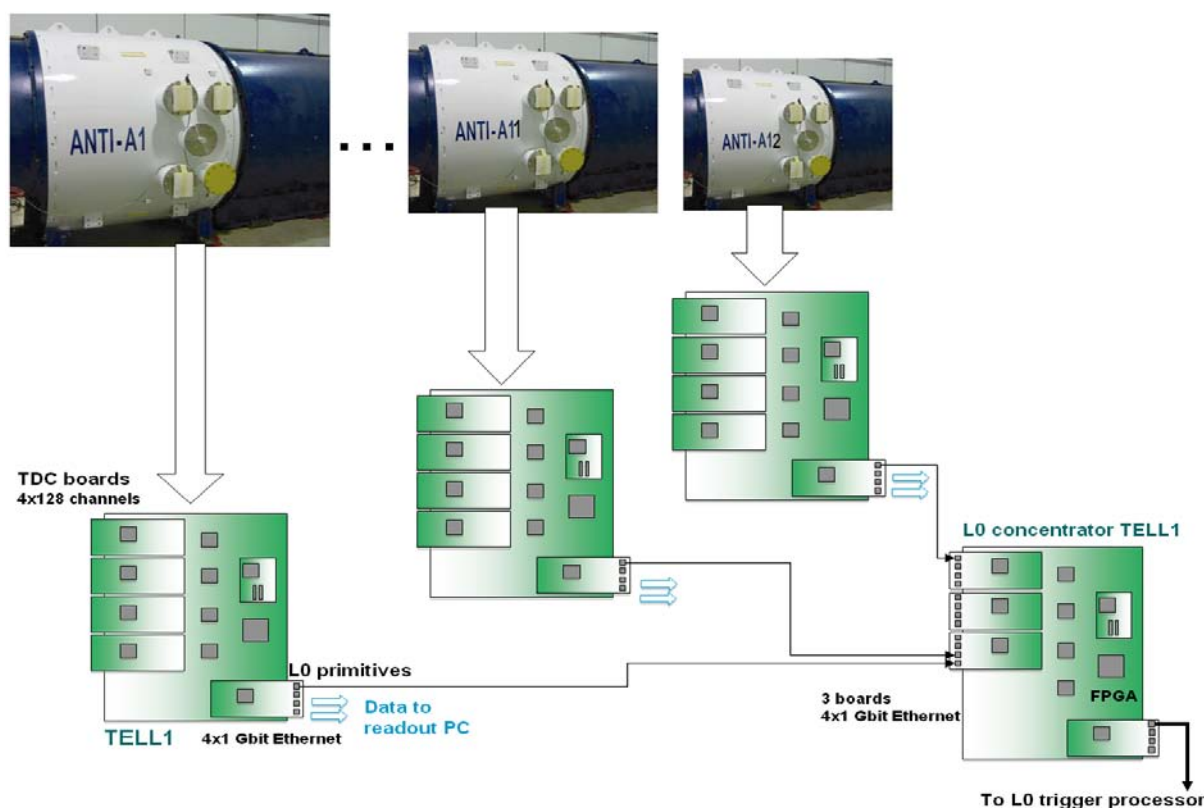 ANTI-A1
ANTI-A11
ANTI-A12
TDC boards
4x128 channels
L0 concentrator TELL1
L0 primitives
Data to
readout PC
TELL1
4x1 Gbit Ethernet
3 boards
4x1 Gbit Ethernet
FPGA
To L0 trigger processor